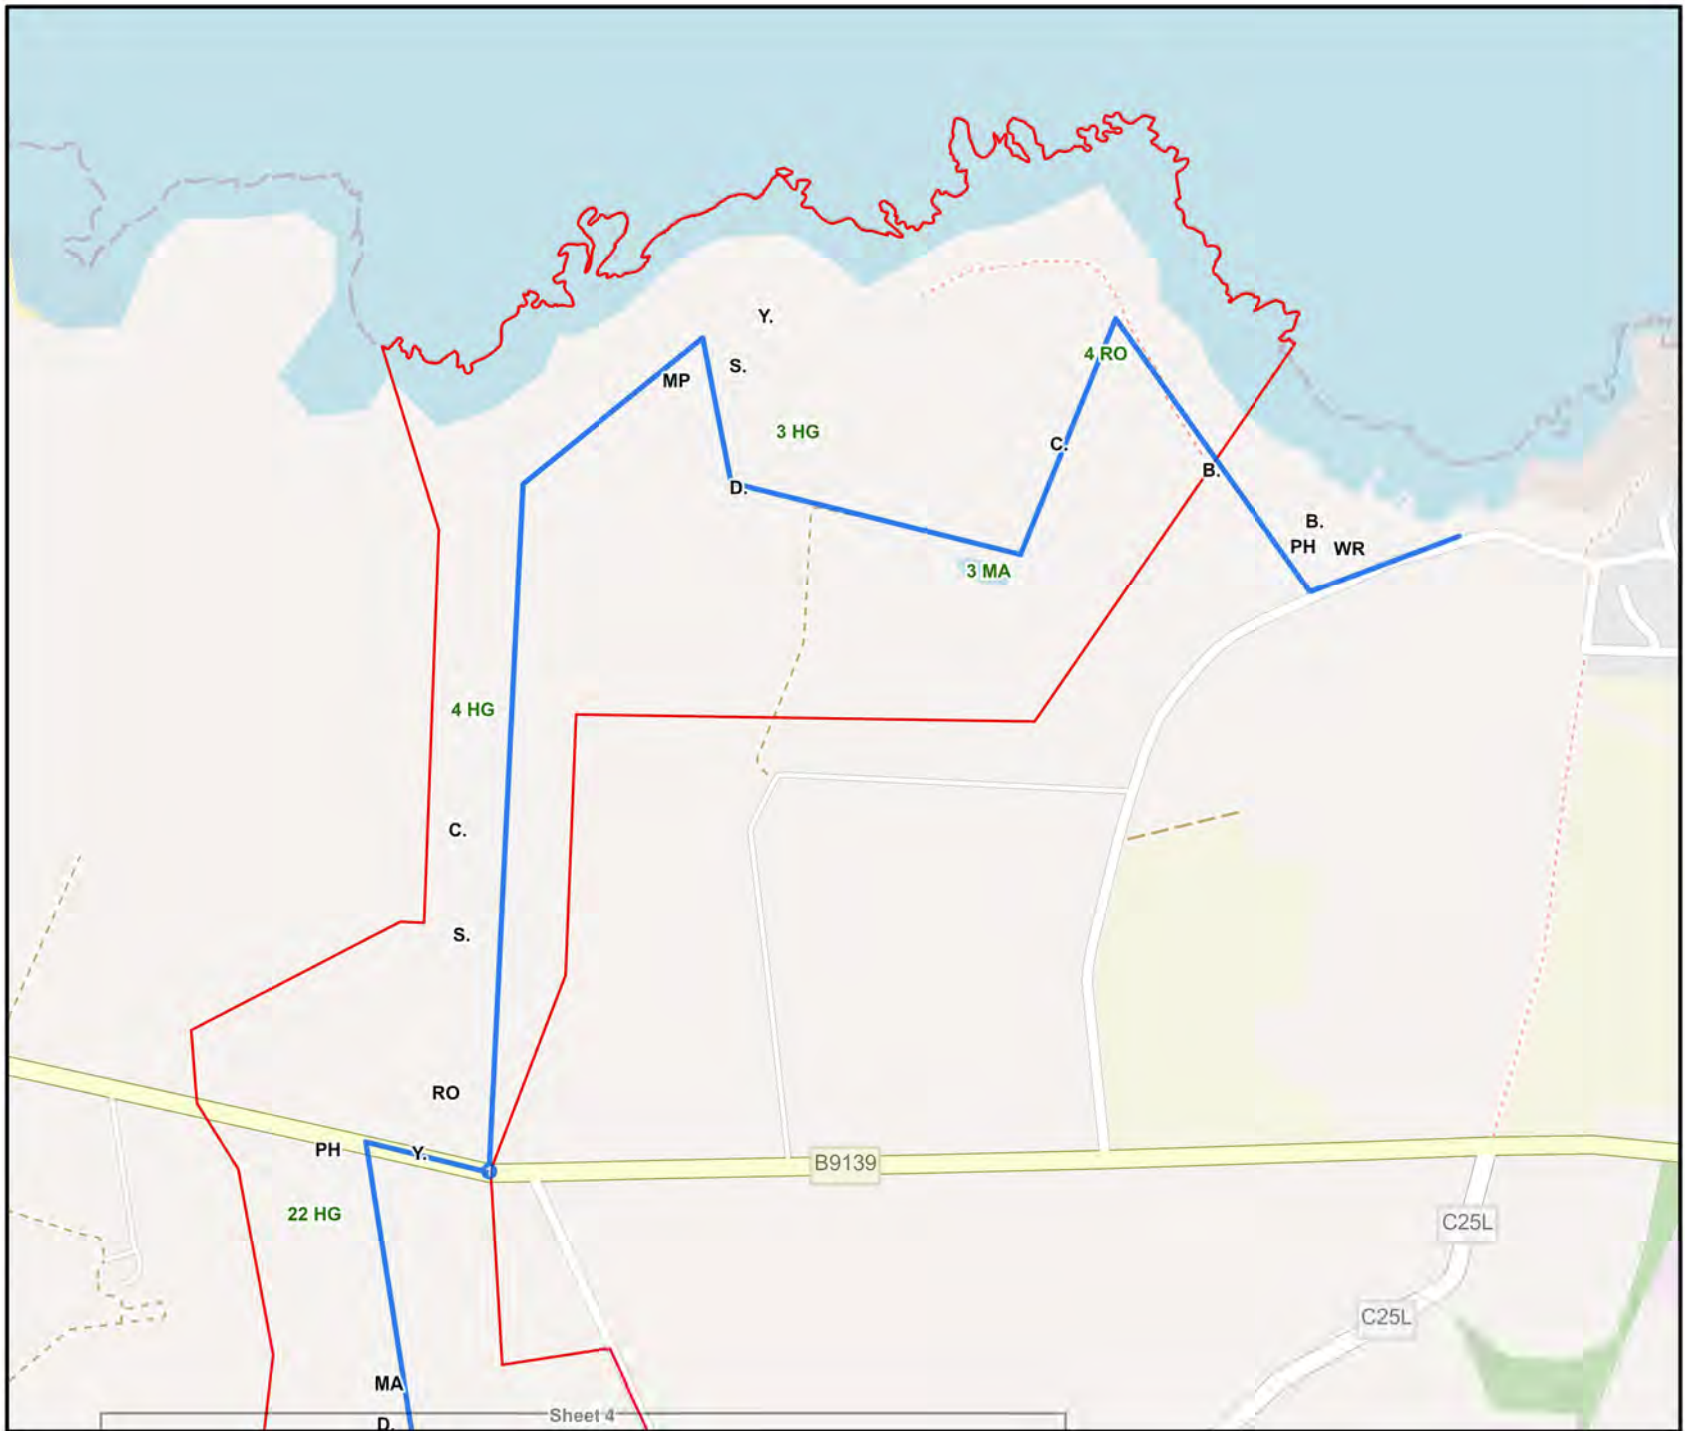 Y.
S.
MP
4 RO
3 HG
C.
B.
D.
B.
PH WR
3 MA
4 HG
C.
S.
RO
PH
Y.
B9139
22 HG
C25L
C25L
MA
Sheet 4
D.